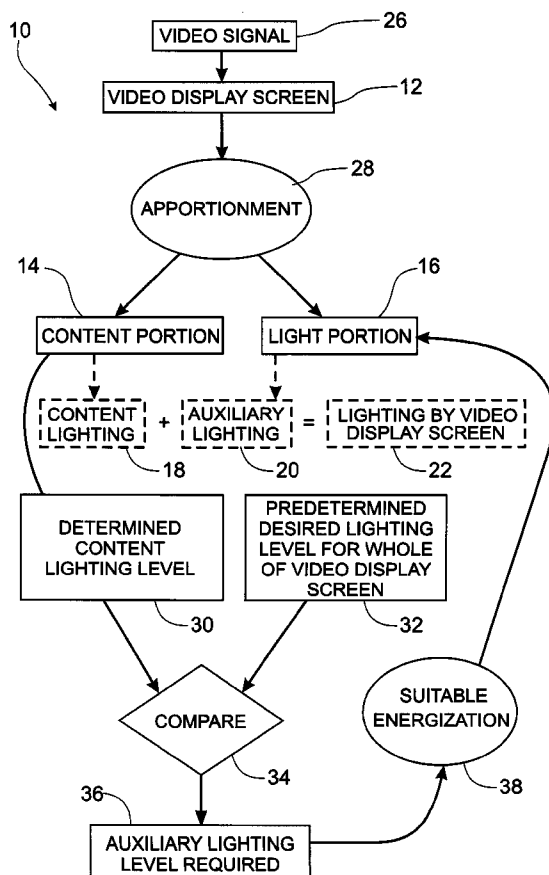 10
VIDEO SIGNAL
26
VIDEO DISPLAY SCREEN
12
28
APPORTIONMENT
14
16
CONTENT PORTION
LIGHT PORTION
CONTENT
LIGHTING
+
AUXILIARY
LIGHTING
=
LIGHTING BY VIDEO
DISPLAY SCREEN
18
20
22
DETERMINED
CONTENT
LIGHTING LEVEL
PREDETERMINED
DESIRED LIGHTING
LEVEL FOR WHOLE
OF VIDEO DISPLAY
SCREEN
30
32
COMPARE
34
SUITABLE
ENERGIZATION
38
36
AUXILIARY LIGHTING
LEVEL REQUIRED